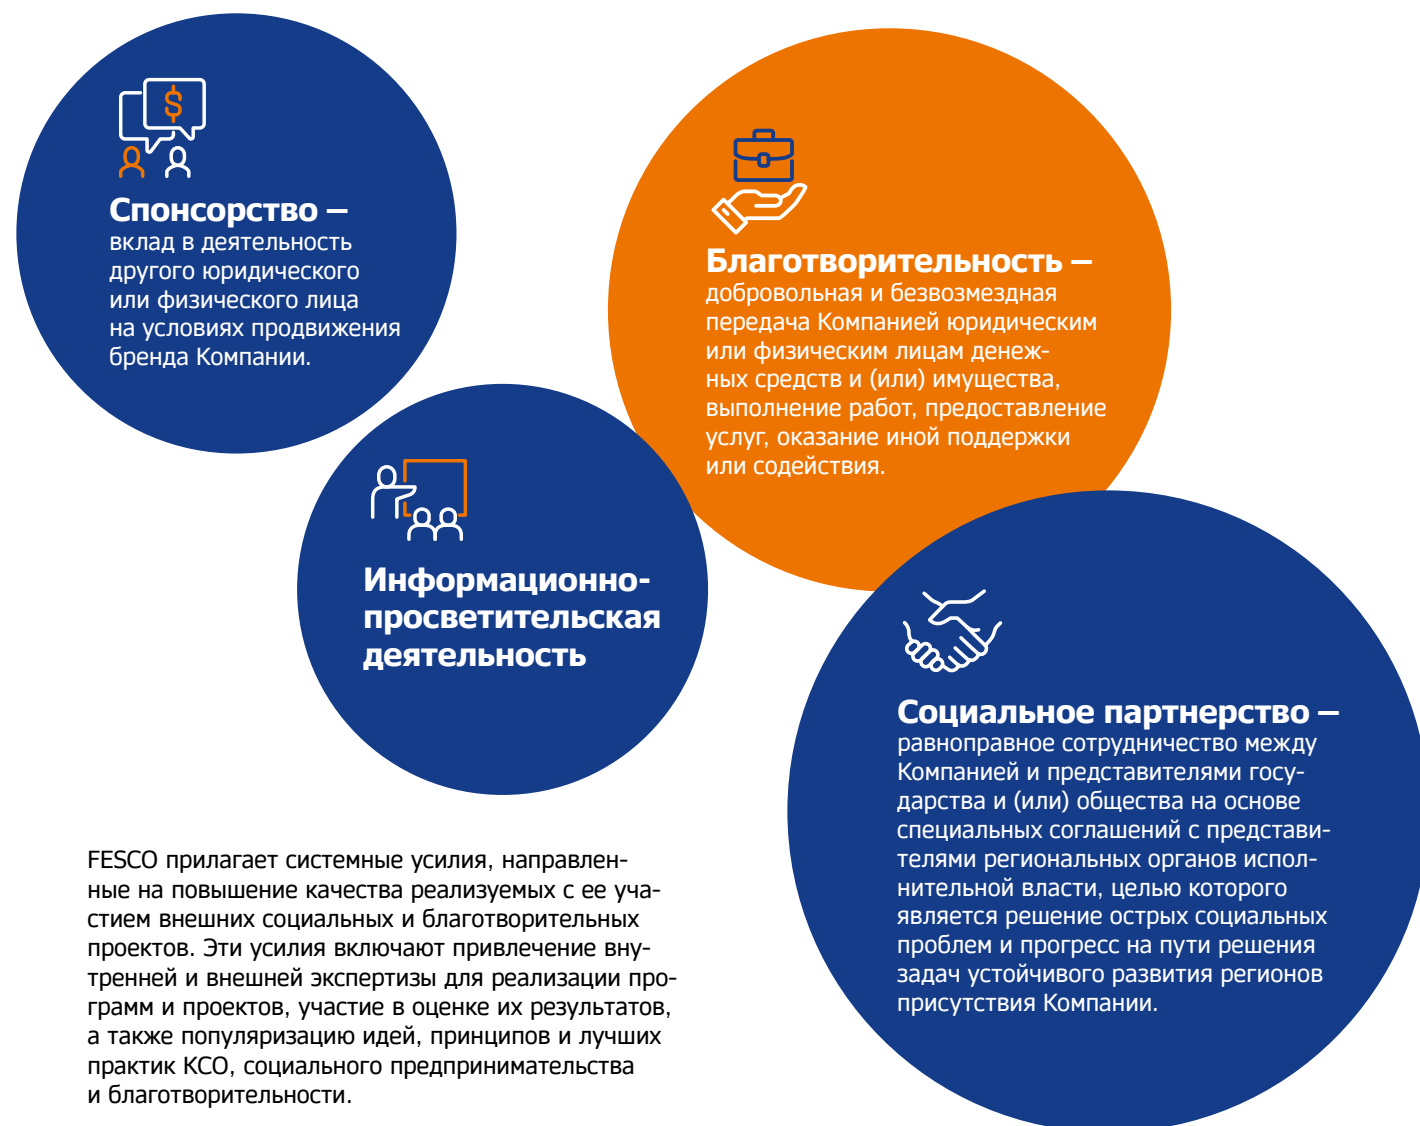 $
Спонсорство –
вклад в деятельность
другого юридического
или физического лица
на условиях продвижения
бренда Компании.
Благотворительность –
добровольная и безвозмездная
передача Компанией юридическим
или физическим лицам денеж-
ных средств и (или) имущества,
выполнение работ, предоставление
услуг, оказание иной поддержки
или содействия.
Информационно-
просветительская
деятельность
Социальное партнерство –
равноправное сотрудничество между
Компанией и представителями госу-
дарства и (или) общества на основе
специальных соглашений с представи-
телями региональных органов испол-
нительной власти, целью которого
является решение острых социальных
проблем и прогресс на пути решения
задач устойчивого развития регионов
присутствия Компании.
FESCO прилагает системные усилия, направлен-
ные на повышение качества реализуемых с ее уча-
стием внешних социальных и благотворительных
проектов. Эти усилия включают привлечение вну-
тренней и внешней экспертизы для реализации про-
грамм и проектов, участие в оценке их результатов,
а также популяризацию идей, принципов и лучших
практик КСО, социального предпринимательства
и благотворительности.